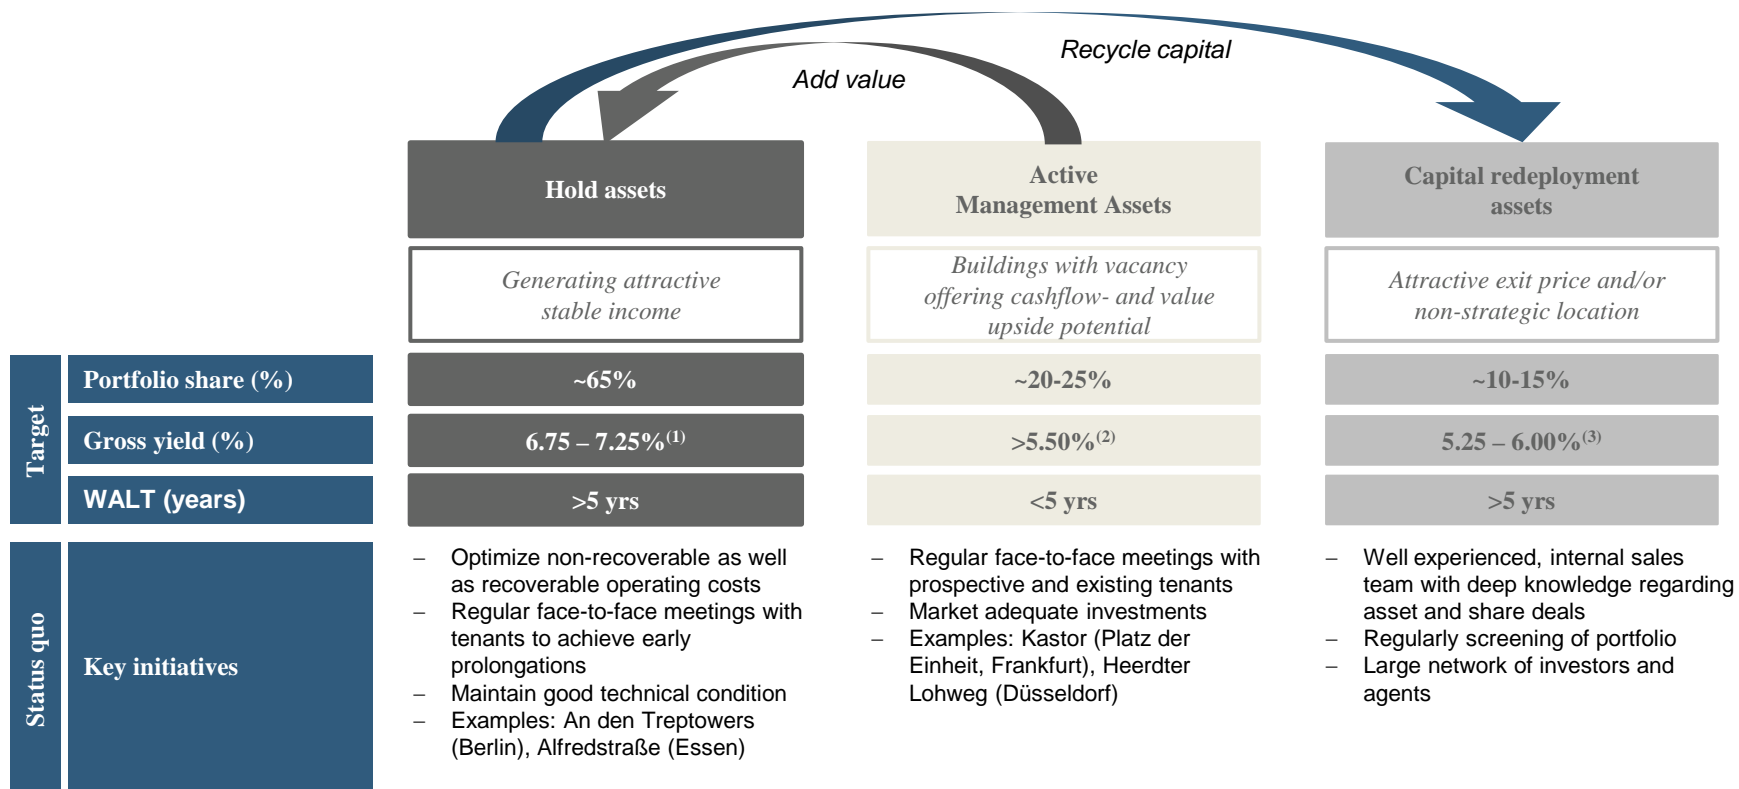 Recycle capital
Add value
Hold assets
Active
Management Assets
Capital redeployment
assets
Generating attractive
stable income
Buildings with vacancy
offering cashflow- and value
upside potential
Attractive exit price and/or
non-strategic location
Target
Portfolio share (%)
~65%
~20-25%
~10-15%
Gross yield (%)
6.75 – 7.25%(1)
>5.50%(2)
5.25 – 6.00%(3)
WALT (years)
>5 yrs
<5 yrs
>5 yrs
Status quo
Key initiatives
– Optimize non-recoverable as well
as recoverable operating costs
– Regular face-to-face meetings with
tenants to achieve early
prolongations
– Maintain good technical condition
– Examples: An den Treptowers
(Berlin), Alfredstraße (Essen)
– Regular face-to-face meetings with
prospective and existing tenants
– Market adequate investments
– Examples: Kastor (Platz der
Einheit, Frankfurt), Heerdter
Lohweg (Düsseldorf)
– Well experienced, internal sales
team with deep knowledge regarding
asset and share deals
– Regularly screening of portfolio
– Large network of investors and
agents